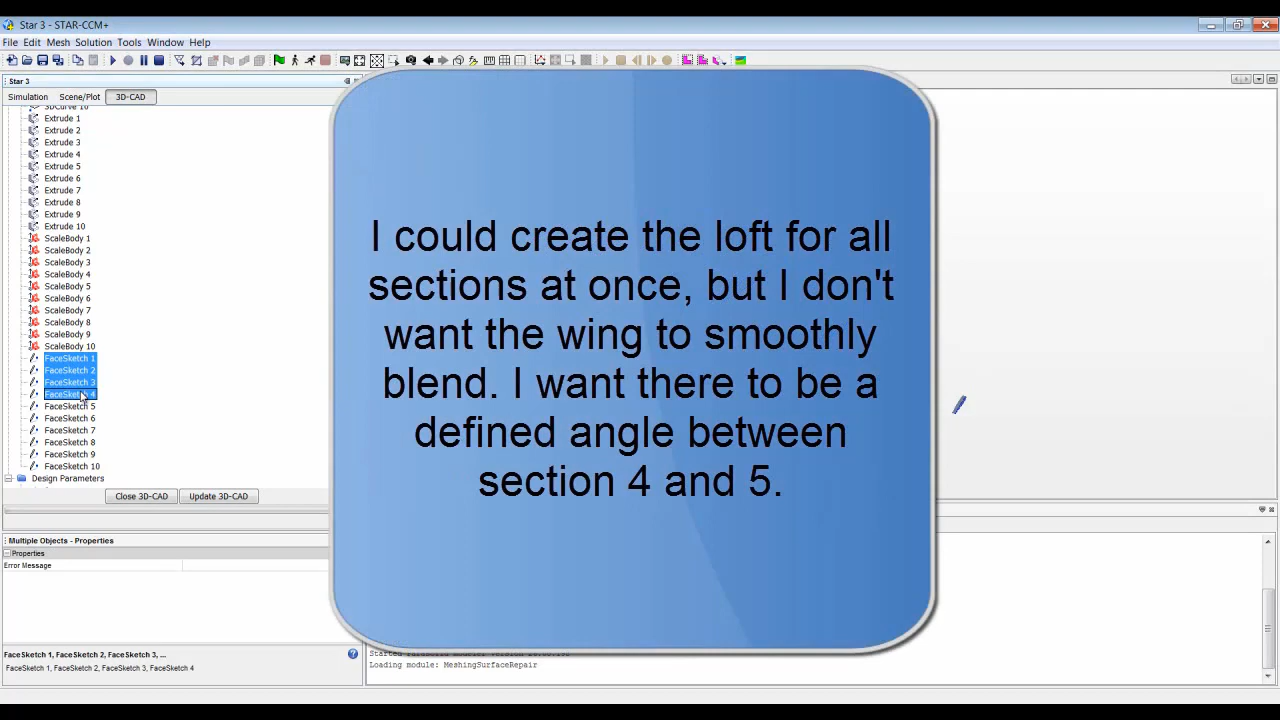 Star 3 - STAR-CCM+
File Edit Mesh Solution Tools Window Help
Star 3
Simulation Scene/Plot 3D-CAD
3DCurve 10
Extrude 1
Extrude 2
Extrude 3
Extrude 4
Extrude 5
Extrude 6
Extrude 7
Extrude 8
Extrude 9
Extrude 10
ScaleBody 1
ScaleBody 2
ScaleBody 3
ScaleBody 4
ScaleBody 5
ScaleBody 6
ScaleBody 7
ScaleBody 8
ScaleBody 9
ScaleBody 10
FaceSketch 1
FaceSketch 2
FaceSketch 3
FaceSketch 4
FaceSketch 5
FaceSketch 6
FaceSketch 7
FaceSketch 8
FaceSketch 9
FaceSketch 10
Design Parameters
Close 3D-CAD Update 3D-CAD
Multiple Objects - Properties
Properties
Error Message
FaceSketch 1, FaceSketch 2, FaceSketch 3, ...
FaceSketch 1, FaceSketch 2, FaceSketch 3, FaceSketch 4
I could create the loft for all
sections at once, but I don't
want the wing to smoothly
blend. I want there to be a
defined angle between
section 4 and 5.
Loading module: MeshingSurfaceRepair